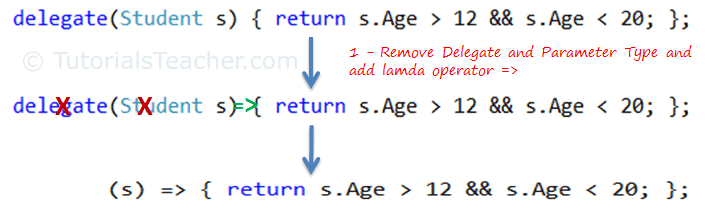 delegate(Student s) { return s.Age > 12 && s.Age < 20; };
© TutorialsTeacher.com
1 - Remove Delegate and Parameter Type and
add lamda operator =>
delegate(Student s) => { return s.Age > 12 && s.Age < 20; };
(s) => { return s.Age > 12 && s.Age < 20; };